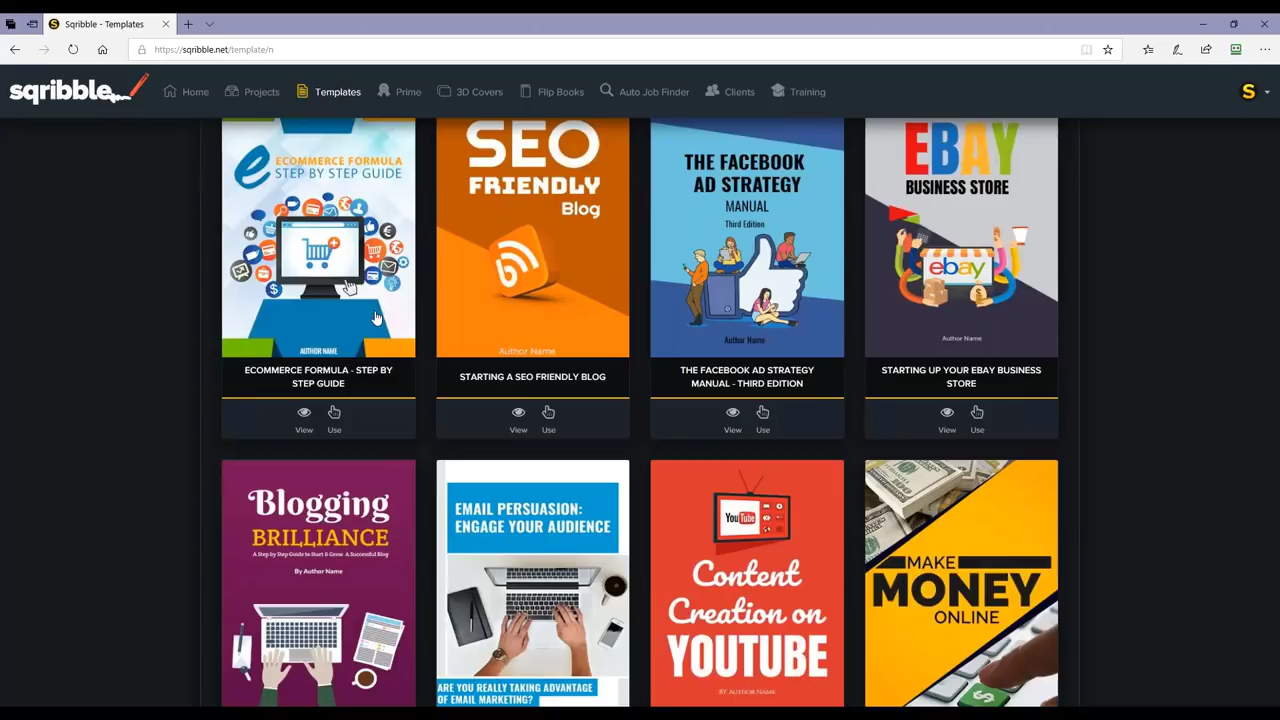 Sqribble - Templates
https://sqribble.net/template/n
sqribble
Home
Projects
Templates
Prime
3D Covers
Flip Books
Auto Job Finder
Clients
Training
S
ECOMMERCE FORMULA
STEP BY STEP GUIDE
AUTHOR NAME
ECOMMERCE FORMULA - STEP BY
STEP GUIDE
View
Use
SEO
FRIENDLY
Blog
Author Name
STARTING A SEO FRIENDLY BLOG
View
Use
THE FACEBOOK
AD STRATEGY
MANUAL
Third Edition
Author Name
THE FACEBOOK AD STRATEGY
MANUAL - THIRD EDITION
View
Use
EBAY
BUSINESS STORE
ebay
Author Name
STARTING UP YOUR EBAY BUSINESS
STORE
View
Use
Blogging
BRILLIANCE
A Step by Step Guide to Start & Grow A Successful Blog
By Author Name
EMAIL PERSUASION:
ENGAGE YOUR AUDIENCE
ARE YOU REALLY TAKING ADVANTAGE
OF EMAIL MARKETING?
YouTube
Content
Creation on
YOUTUBE
BY AUTHOR NAME
MAKE
MONEY
ONLINE